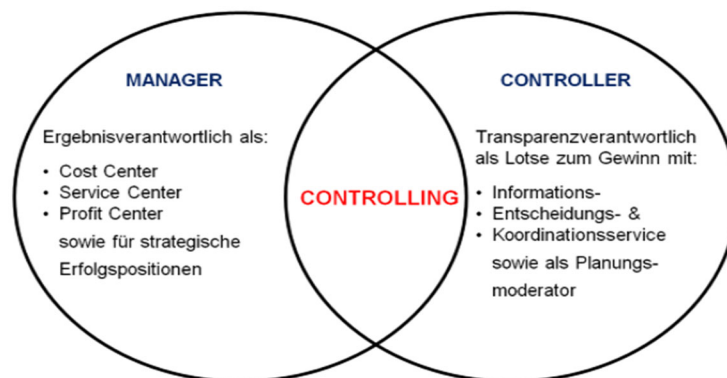 MANAGER
Ergebnisverantwortlich als:
• Cost Center
• Service Center
• Profit Center
sowie für strategische
Erfolgspositionen
CONTROLLING
CONTROLLER
Transparenzverantwortlich
als Lotse zum Gewinn mit:
• Informations-
• Entscheidungs- &
• Koordinationsservice
sowie als Planungs-
moderator